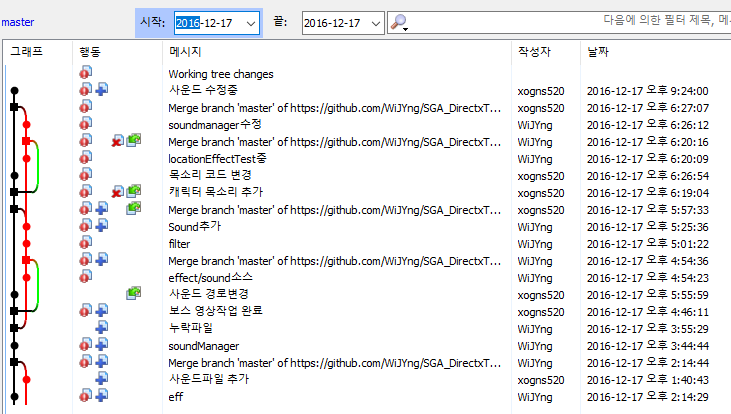 master 시작: 2016-12-17 끝: 2016-12-17 다음에 의한 필터 제목, 메
그래프 행동 메시지 작성자 날짜
Working tree changes
사운드 수정중 xogns520 2016-12-17 오후 9:24:00
Merge branch 'master' of https://github.com/WiJYng/SGA_DirectxT... xogns520 2016-12-17 오후 6:27:07
soundmanager수정 WiJYng 2016-12-17 오후 6:26:12
Merge branch 'master' of https://github.com/WiJYng/SGA_DirectxT... WiJYng 2016-12-17 오후 6:20:16
locationEffectTest중 WiJYng 2016-12-17 오후 6:20:09
목소리 코드 변경 xogns520 2016-12-17 오후 6:26:54
캐릭터 목소리 추가 xogns520 2016-12-17 오후 6:19:04
Merge branch 'master' of https://github.com/WiJYng/SGA_DirectxT... xogns520 2016-12-17 오후 5:57:33
Sound추가 WiJYng 2016-12-17 오후 5:25:36
filter WiJYng 2016-12-17 오후 5:01:22
Merge branch 'master' of https://github.com/WiJYng/SGA_DirectxT... WiJYng 2016-12-17 오후 4:54:36
effect/sound소스 WiJYng 2016-12-17 오후 4:54:23
사운드 경로변경 xogns520 2016-12-17 오후 5:55:59
보스 영상작업 완료 xogns520 2016-12-17 오후 4:46:11
누락파일 WiJYng 2016-12-17 오후 3:55:29
soundManager WiJYng 2016-12-17 오후 3:44:44
Merge branch 'master' of https://github.com/WiJYng/SGA_DirectxT... WiJYng 2016-12-17 오후 2:14:44
사운드파일 추가 xogns520 2016-12-17 오후 1:40:43
eff WiJYng 2016-12-17 오후 2:14:29